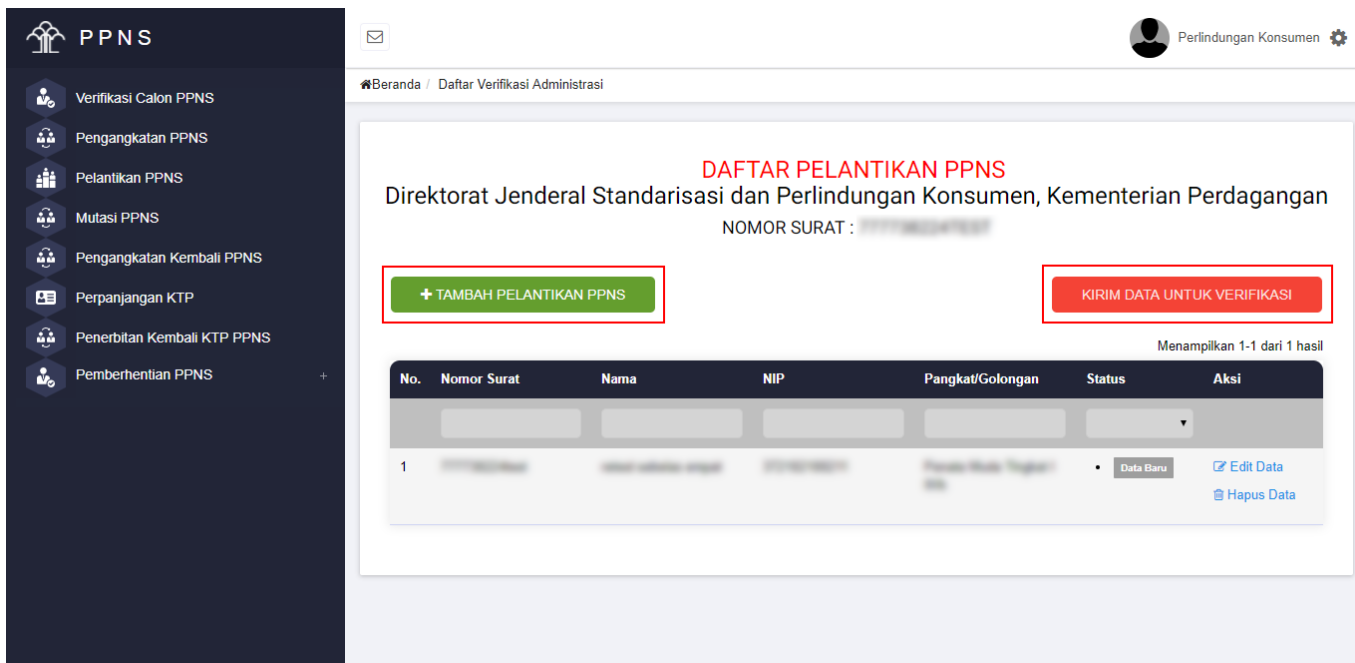 PPNS
Perlindungan Konsumen
Verifikasi Calon PPNS
Pengangkatan PPNS
Pelantikan PPNS
Mutasi PPNS
Pengangkatan Kembali PPNS
Perpanjangan KTP
Penerbitan Kembali KTP PPNS
Pemberhentian PPNS +
Beranda / Daftar Verifikasi Administrasi
DAFTAR PELANTIKAN PPNS
Direktorat Jenderal Standarisasi dan Perlindungan Konsumen, Kementerian Perdagangan
NOMOR SURAT :
+ TAMBAH PELANTIKAN PPNS
KIRIM DATA UNTUK VERIFIKASI
Menampilkan 1-1 dari 1 hasil
No. Nomor Surat Nama NIP Pangkat/Golongan Status Aksi
1 • Data Baru Edit Data
Hapus Data